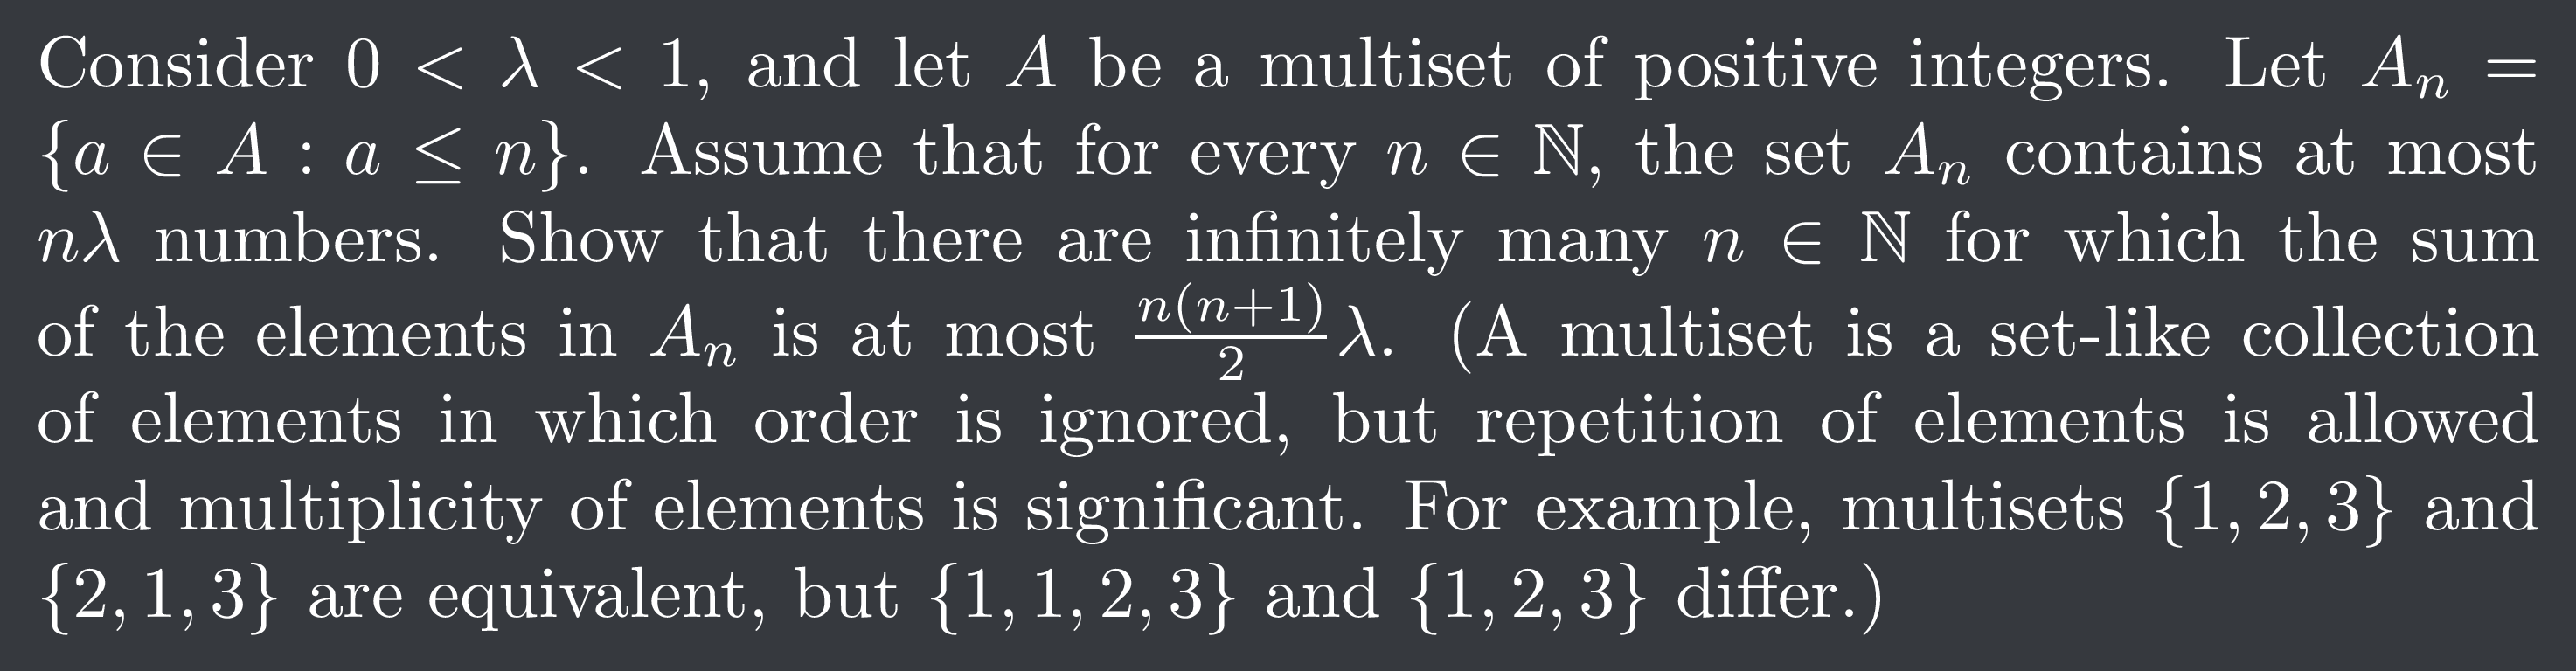 Consider 0 < λ < 1, and let A be a multiset of positive integers. Let Aₙ =
{a ∈ A : a ≤ n}. Assume that for every n ∈ ℕ, the set Aₙ contains at most
nλ numbers. Show that there are infinitely many n ∈ ℕ for which the sum
of the elements in Aₙ is at most \frac{n(n+1)}{2}λ. (A multiset is a set-like collection
of elements in which order is ignored, but repetition of elements is allowed
and multiplicity of elements is significant. For example, multisets {1, 2, 3} and
{2, 1, 3} are equivalent, but {1, 1, 2, 3} and {1, 2, 3} differ.)